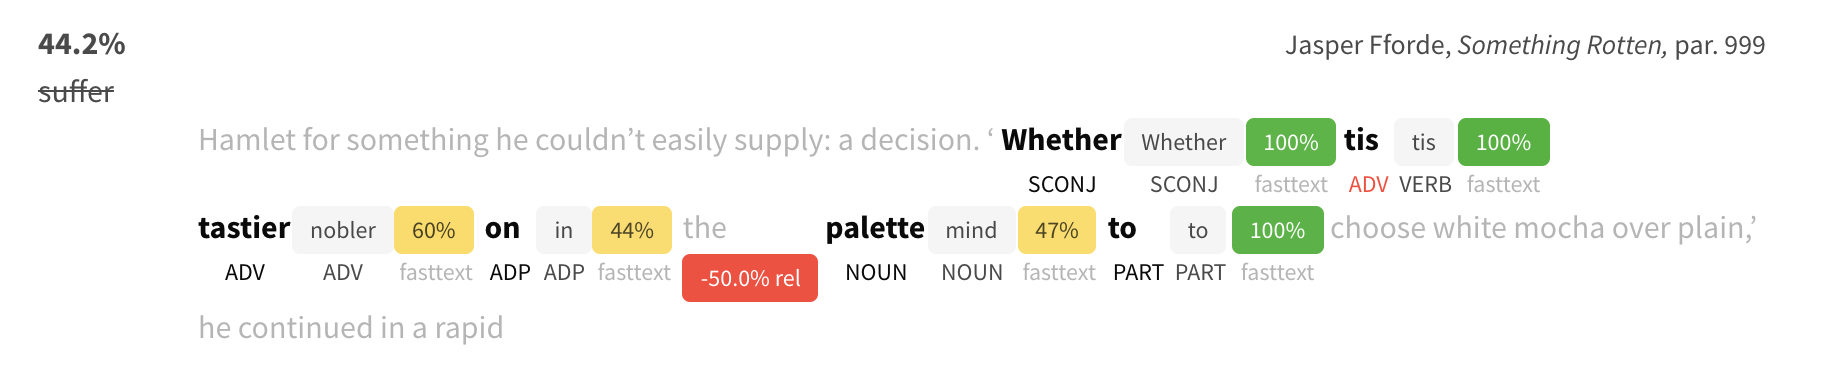 44.2% Jasper Fforde, Something Rotten, par. 999
suffer
Hamlet for something he couldn’t easily supply: a decision. ‘ Whether Whether 100% tis tis 100%
SCONJ SCONJ fasttext ADV VERB fasttext
tastier nobler 60% on in 44% the palette mind 47% to to 100% choose white mocha over plain,’
ADV ADV fasttext ADP ADP fasttext -50.0% rel NOUN NOUN fasttext PART PART fasttext
he continued in a rapid